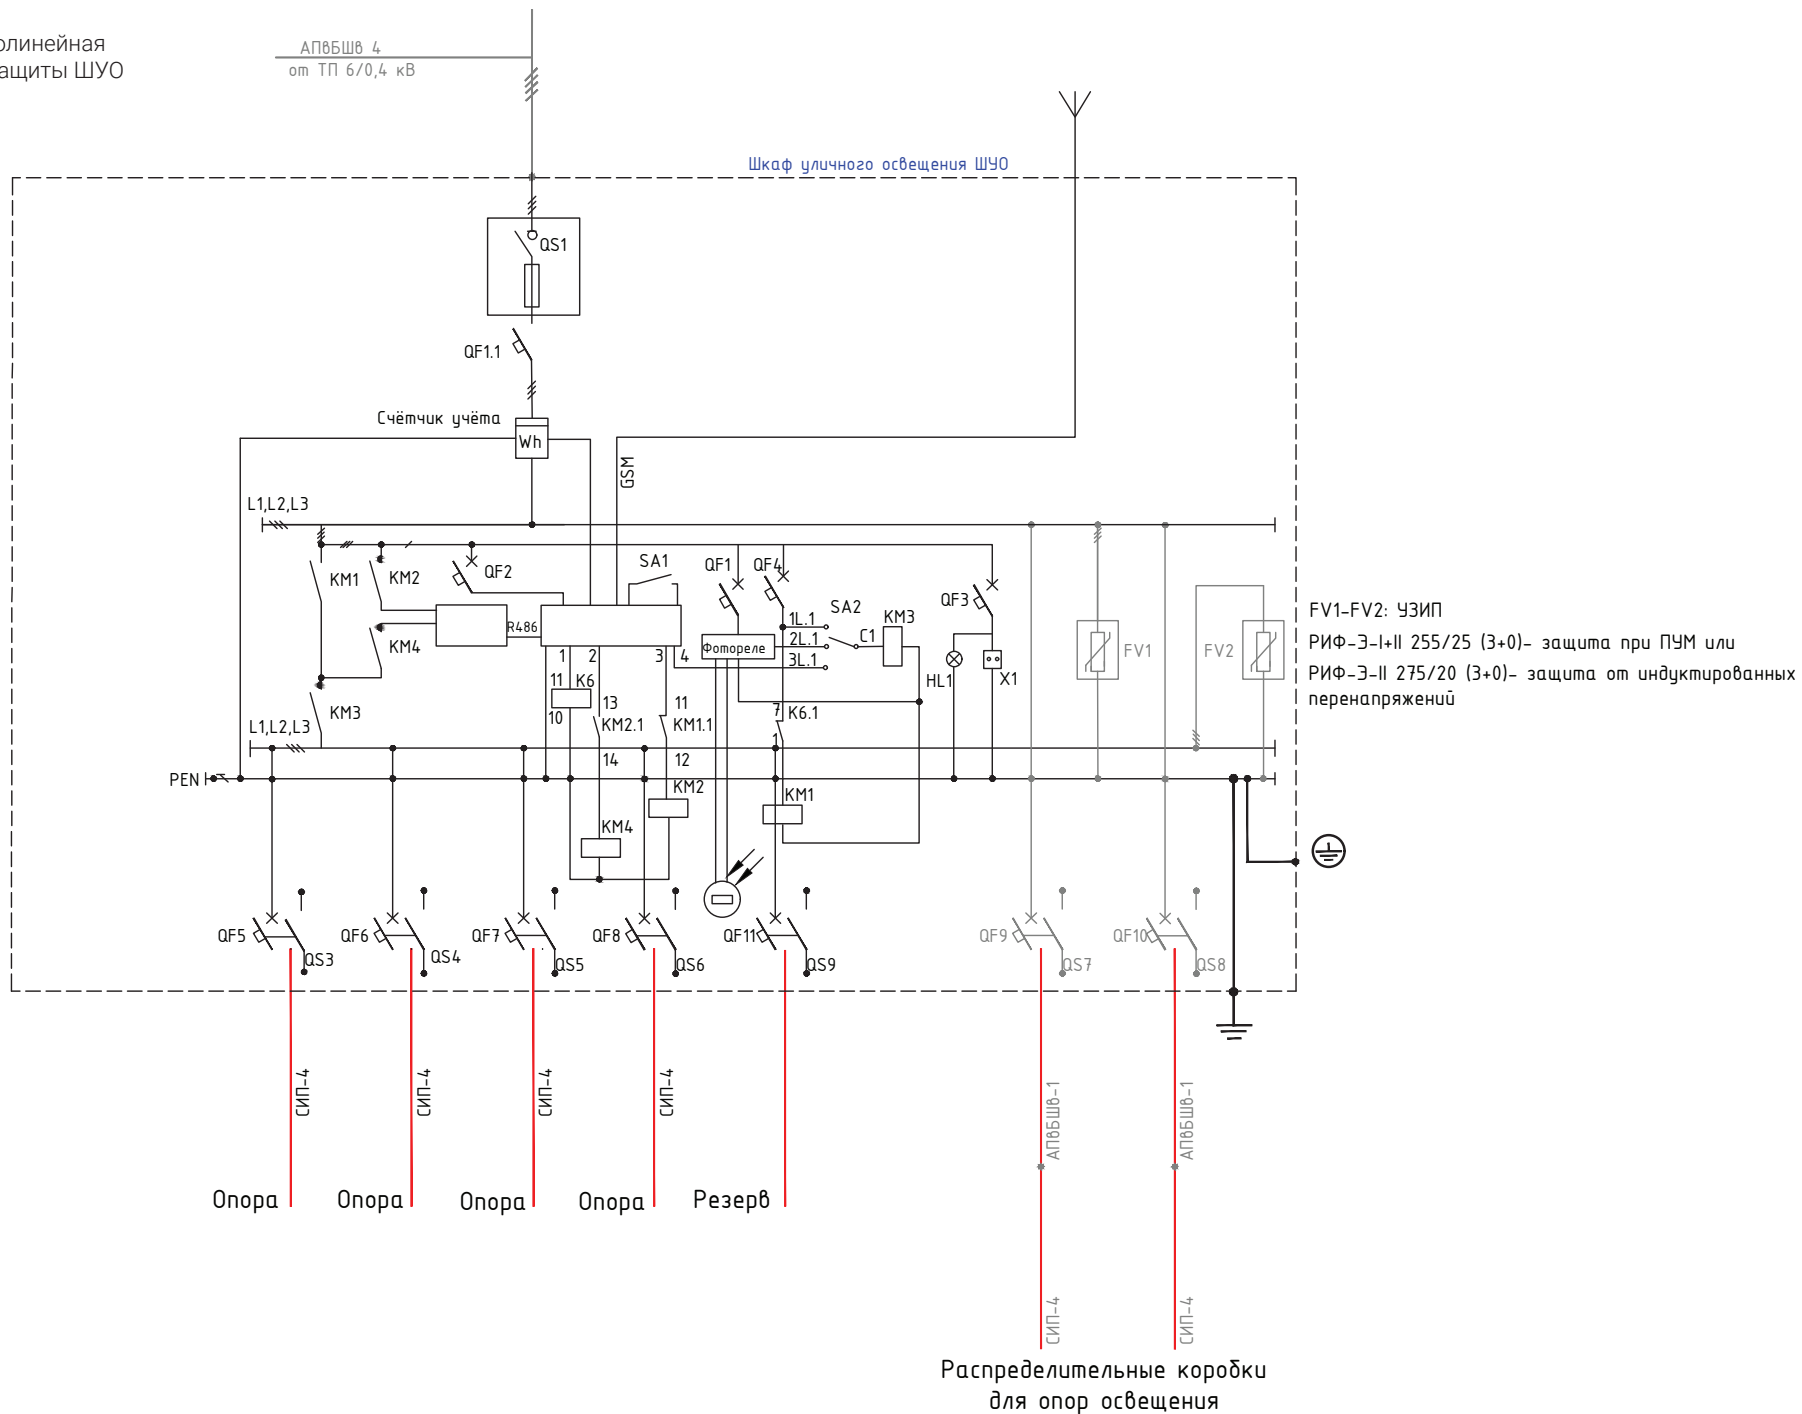 олинейная
ащиты ШУО
АПвБШв 4
от ТП 6/0,4 кВ
Шкаф уличного освещения ШУО
QS1
QF1.1
Счётчик учёта
Wh
GSM
L1,L2,L3
KM1
KM2
QF2
SA1
QF1
QF4
QF3
KM4
R486
1L.1
2L.1
3L.1
SA2
C1
KM3
Фотореле
HL1
X1
FV1
FV2
FV1-FV2: УЗИП
РИФ-Э-I+II 255/25 (3+0)- защита при ПУМ или
РИФ-Э-II 275/20 (3+0)- защита от индуктированных
перенапряжений
1
2
3
4
11
K6
10
13
KM2.1
14
11
KM1.1
12
7
K6.1
1
KM3
L1,L2,L3
PEN
KM2
KM1
KM4
QF5
QS3
QF6
QS4
QF7
QS5
QF8
QS6
QF11
QS9
QF9
QS7
QF10
QS8
СИП-4
СИП-4
СИП-4
СИП-4
АПвБШв-1
АПвБШв-1
Опора
Опора
Опора
Опора
Резерв
СИП-4
СИП-4
Распределительные коробки
для опор освещения